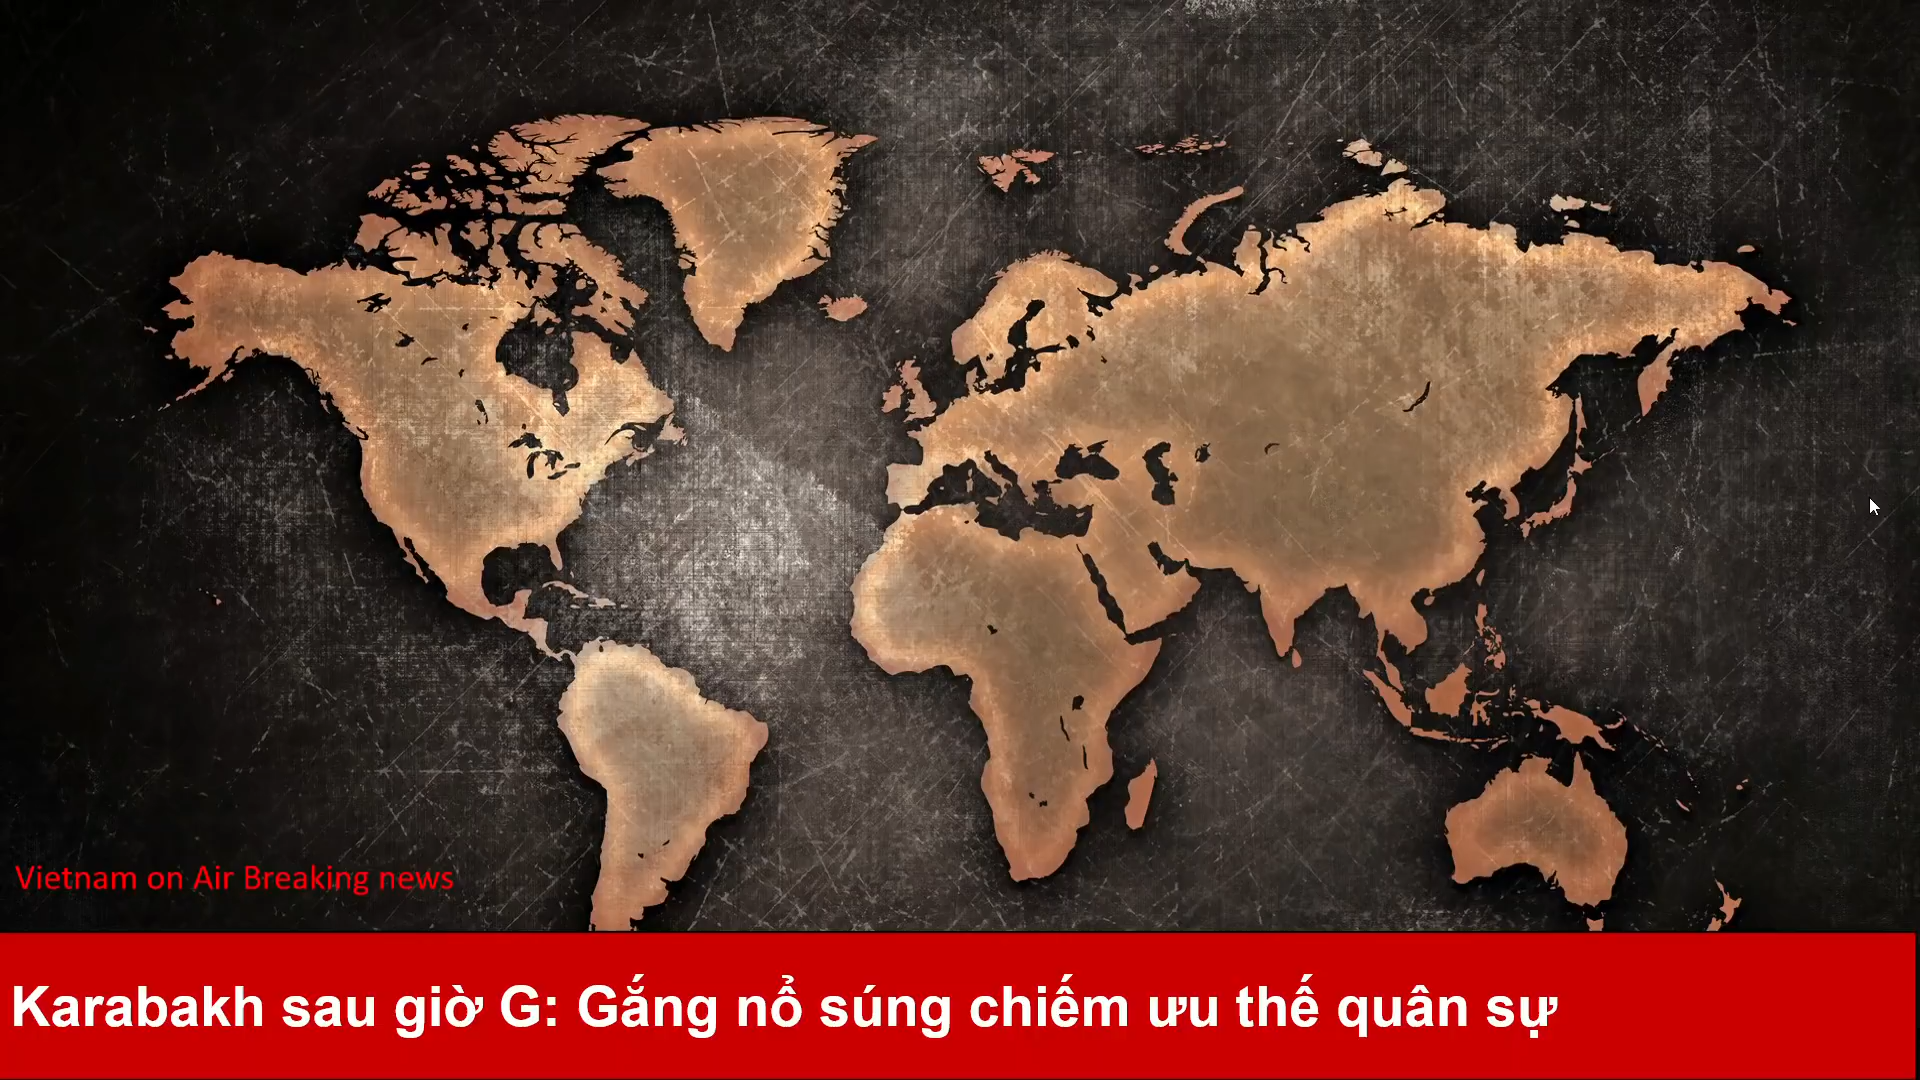 Vietnam on Air Breaking news
Karabakh sau giờ G: Gắng nổ súng chiếm ưu thế quân sự